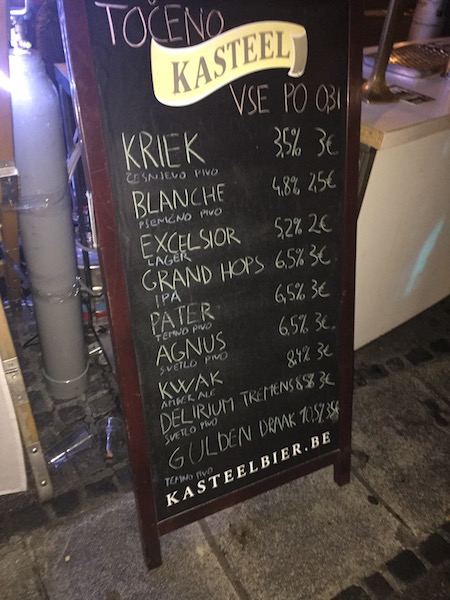 TOČENO
KASTEEL
VSE PO 0,3l
KRIEK 3,5% 3€
ČEŠNJEVO PIVO
BLANCHE 4,8% 2,5€
PŠENIČNO PIVO
EXCELSIOR 5,2% 2€
LAGER
GRAND HOPS 6,5% 3€
IPA
PATER 6,5% 3€
TEMNO PIVO
AGNUS 6,5% 3€
SVETLO PIVO
KWAK 8,4% 3€
AMBER ALE
DELIRIUM TREMENS 8,5% 3€
SVETLO PIVO
GULDEN DRAAK 10,5% 3,5€
TEMNO PIVO
KASTEELBIER.BE